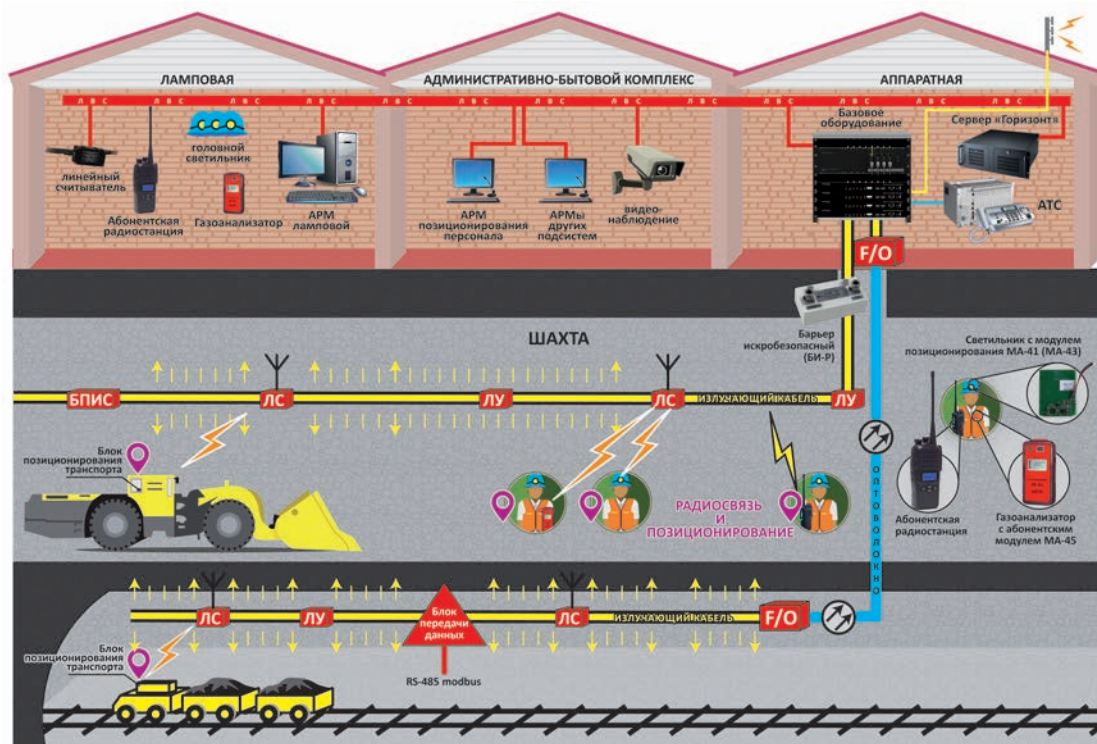 ЛАМПОВАЯ
АДМИНИСТРАТИВНО-БЫТОВОЙ КОМПЛЕКС
АППАРАТНАЯ
Л В С Л В С Л В С Л В С Л В С Л В С Л В С Л В С Л В С Л В С Л В С Л В С
линейный
считыватель
Абонентская
радиостанция
головной
светильник
Газоанализатор
АРМ
ламповой
АРМ
позиционирования
персонала
АРМы
других
подсистем
видео-
наблюдение
Базовое
оборудование
Сервер «Горизонт»
АТС
F/O
Барьер
искробезопасный
(БИ-Р)
ШАХТА
Светильник с модулем
позиционирования МА-41 (МА-43)
БПИС
ЛС
ЛУ
ЛС
ИЗЛУЧАЮЩИЙ КАБЕЛЬ
ЛУ
Блок
позиционирования
транспорта
РАДИОСВЯЗЬ
И
ПОЗИЦИОНИРОВАНИЕ
ОПТОВОЛОКНО
Абонентская
радиостанция
Газоанализатор
с абонентским
модулем МА-45
ЛС
ЛУ
Блок
передачи
данных
ЛС
ИЗЛУЧАЮЩИЙ КАБЕЛЬ
F/O
Блок
позиционирования
транспорта
RS-485 modbus